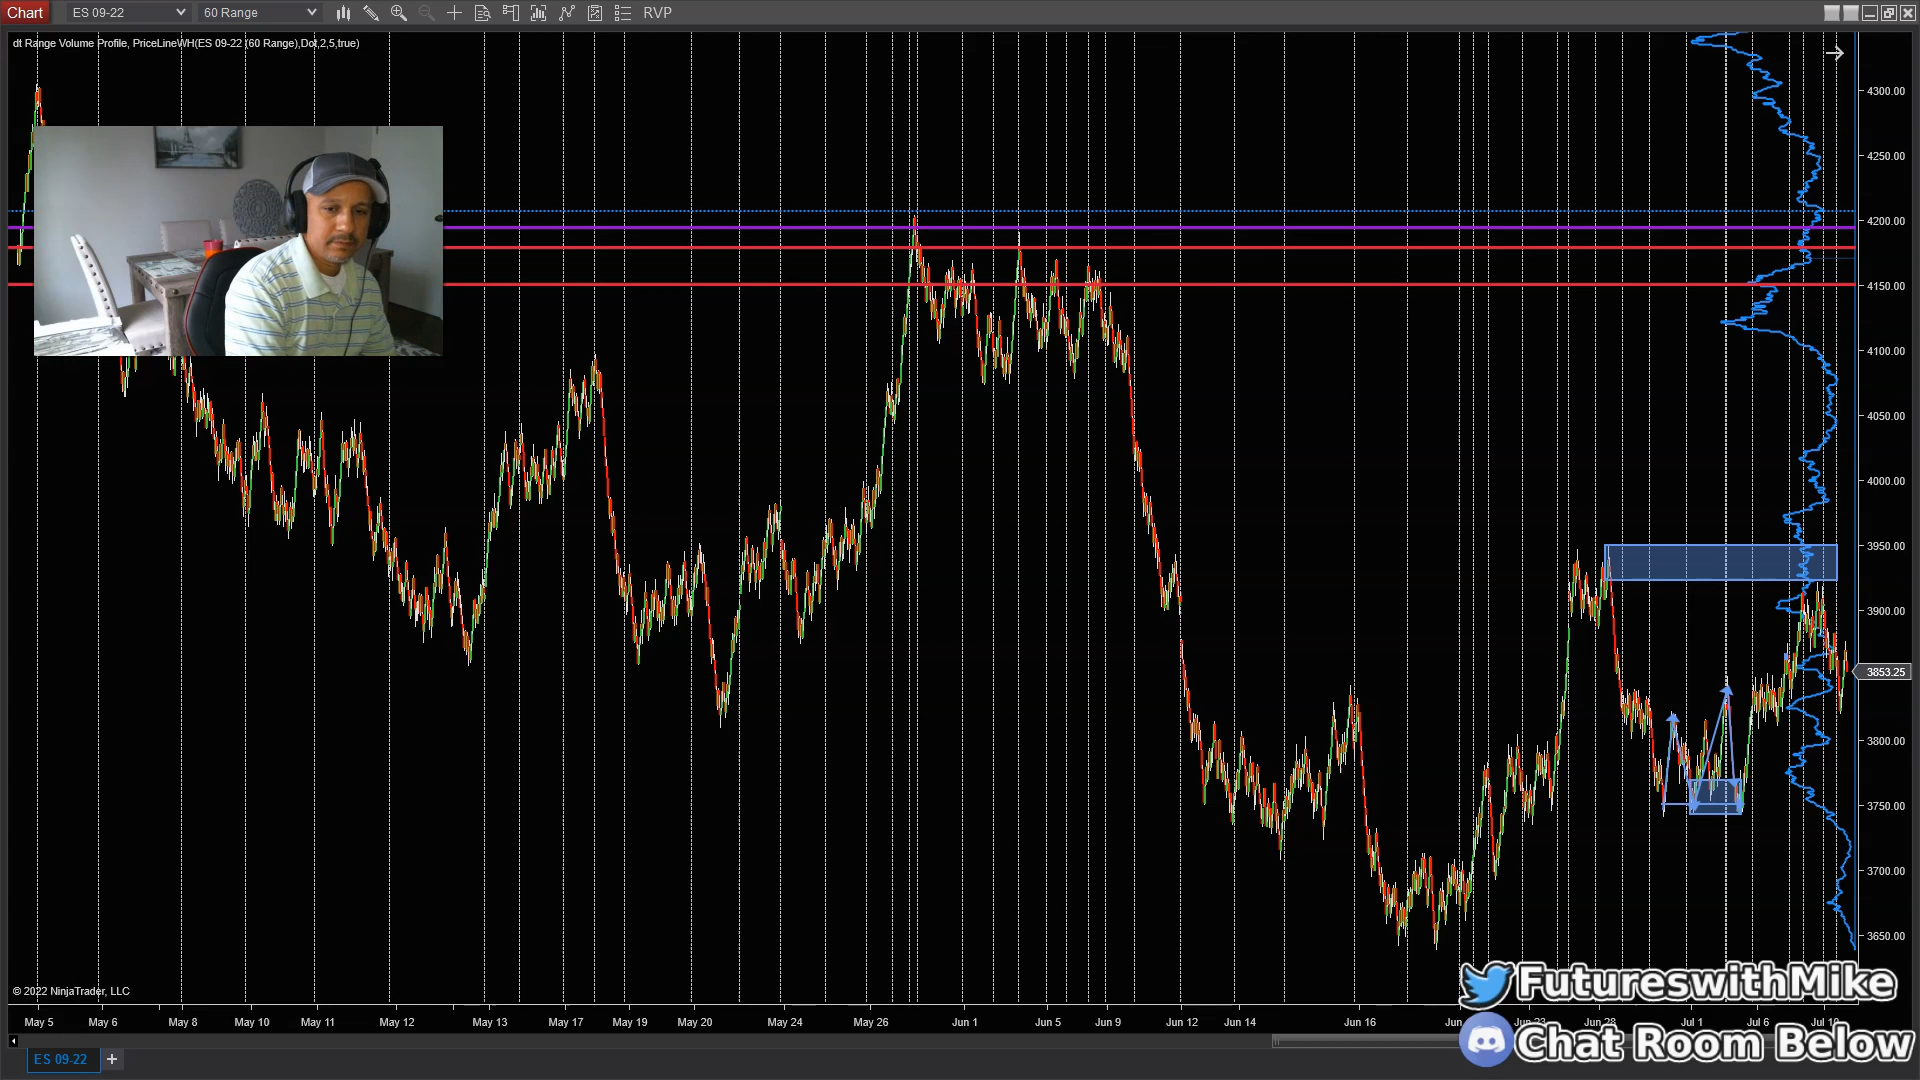 Chart ES 09-22 60 Range RVP
dt Range Volume Profile, PriceLineWH(ES 09-22 (60 Range),Dot,2,5,true)
4300.00
4250.00
4200.00
4150.00
4100.00
4050.00
4000.00
3950.00
3900.00
3853.25
3800.00
3750.00
3700.00
3650.00
© 2022 NinjaTrader, LLC
FutureswithMike
May 5 May 6 May 8 May 10 May 11 May 12 May 13 May 17 May 19 May 20 May 24 May 26 Jun 1 Jun 5 Jun 9 Jun 12 Jun 14 Jun 16 Jun 28 Jul 1 Jul 6 Jul 10
Chat Room Below
ES 09-22 +